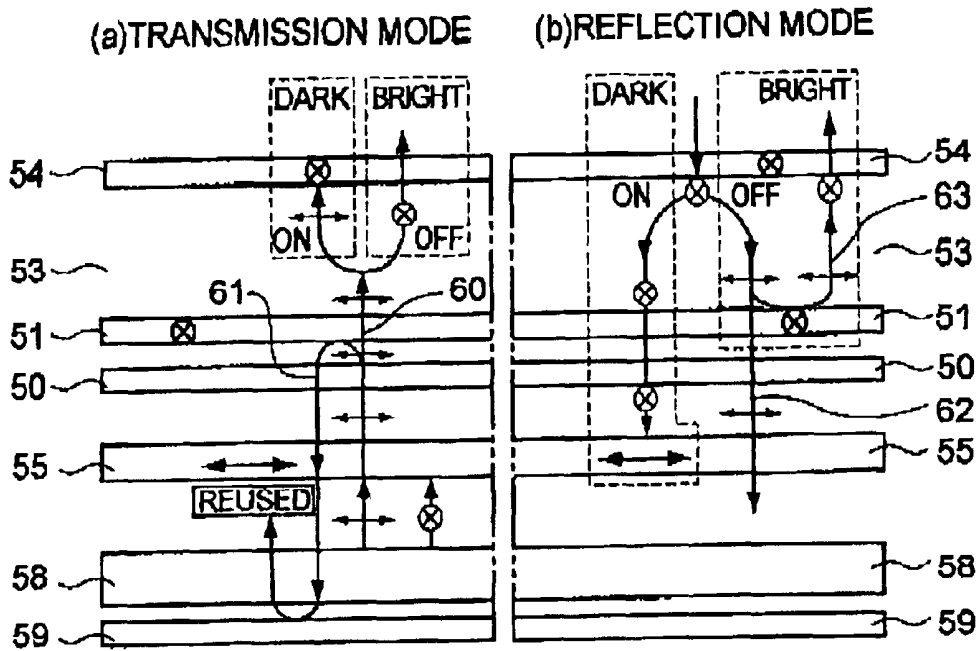 (a)TRANSMISSION MODE (b)REFLECTION MODE
DARK BRIGHT DARK BRIGHT
54 54
ON OFF ON OFF 63
53 53
61 60
51 51
50 50
62
55 55
REUSED
58 58
59 59